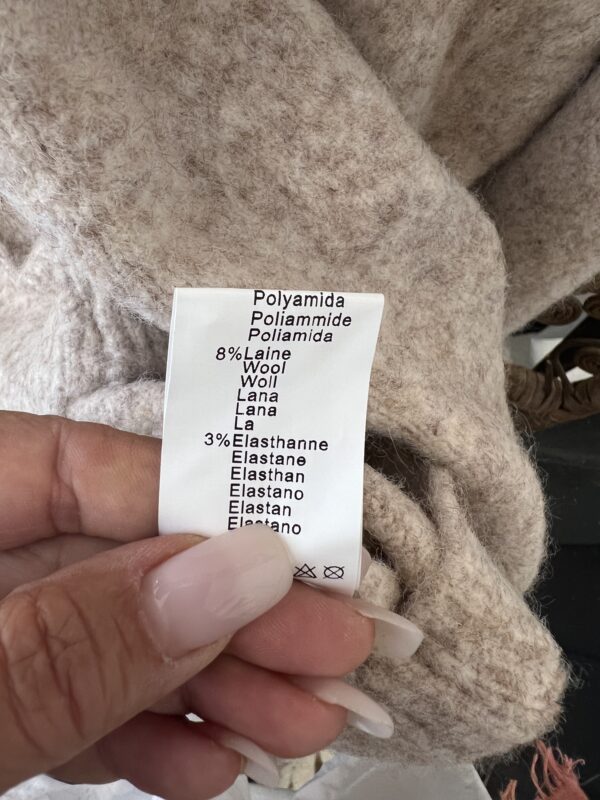 Polyamida
Poliammide
Poliamida
8%Laine
Wool
Woll
Lana
Lana
La
3%Elasthanne
Elastane
Elasthan
Elastano
Elastan
Elastano